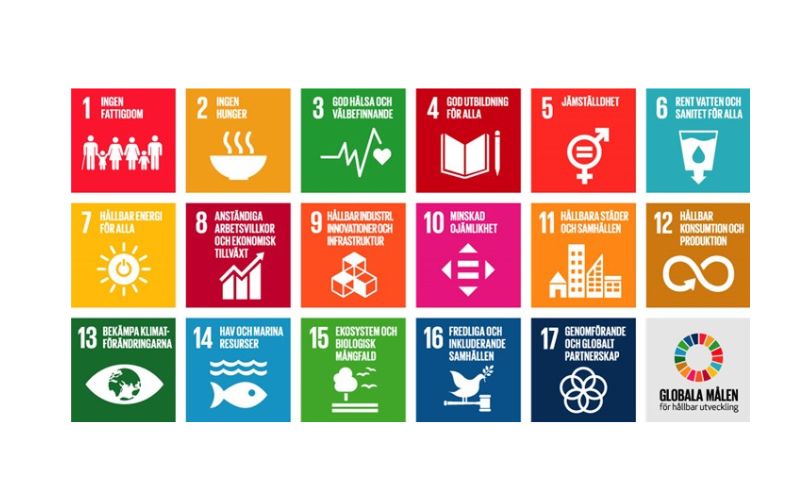 1 INGEN
FATTIGDOM
2 INGEN
HUNGER
3 GOD HÄLSA OCH
VÄLBEFINNANDE
4 GOD UTBILDNING
FÖR ALLA
5 JÄMSTÄLLDHET
6 RENT VATTEN OCH
SANITET FÖR ALLA
7 HÅLLBAR ENERGI
FÖR ALLA
8 ANSTÄNDIGA
ARBETSVILLKOR
OCH EKONOMISK
TILLVÄXT
9 HÅLLBAR INDUSTRI,
INNOVATIONER OCH
INFRASTRUKTUR
10 MINSKAD
OJÄMLIKHET
11 HÅLLBARA STÄDER
OCH SAMHÄLLEN
12 HÅLLBAR
KONSUMTION OCH
PRODUKTION
13 BEKÄMPA KLIMAT-
FÖRÄNDRINGARNA
14 HAV OCH MARINA
RESURSER
15 EKOSYSTEM OCH
BIOLOGISK
MÅNGFALD
16 FREDLIGA OCH
INKLUDERANDE
SAMHÄLLEN
17 GENOMFÖRANDE
OCH GLOBALT
PARTNERSKAP
GLOBALA MÅLEN
för hållbar utveckling